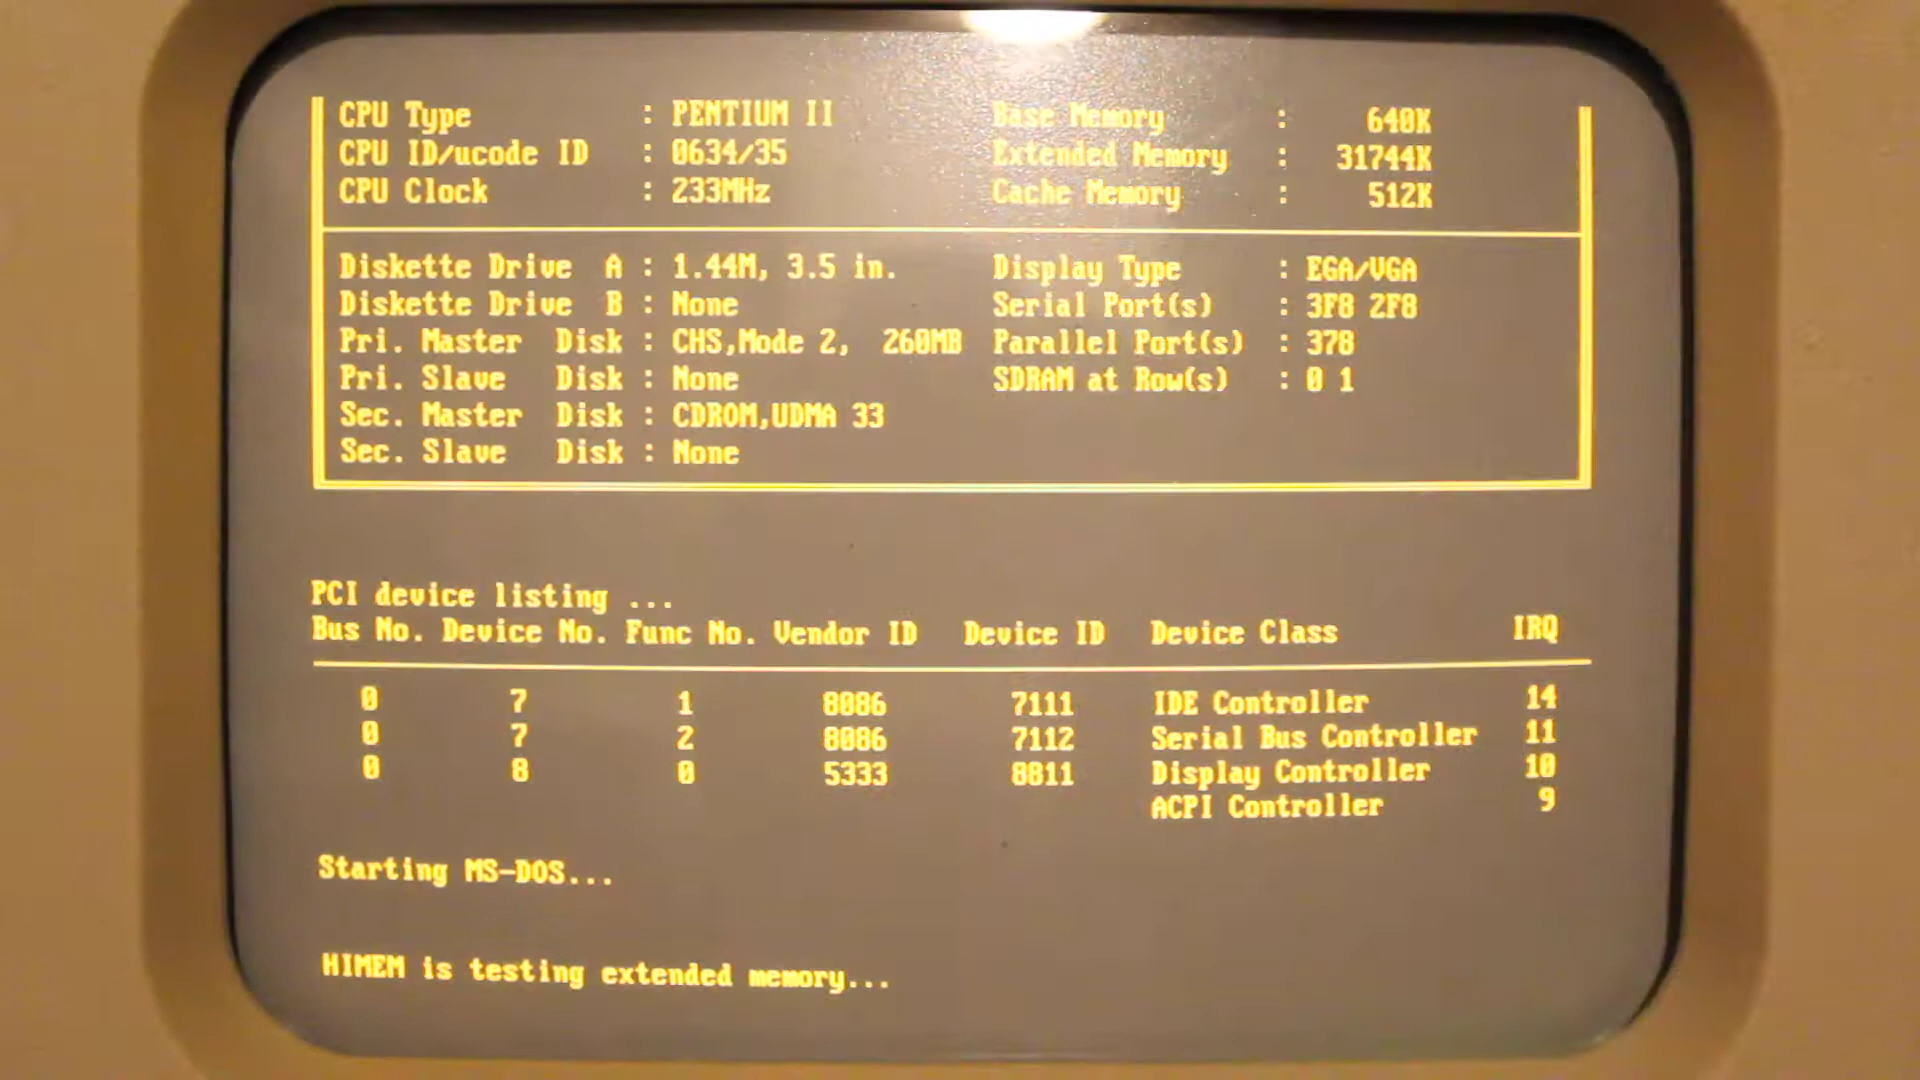 CPU Type : PENTIUM II Base Memory : 640K
CPU ID/ucode ID : 0634/35 Extended Memory : 31744K
CPU Clock : 233MHz Cache Memory : 512K
Diskette Drive A : 1.44M, 3.5 in. Display Type : EGA/VGA
Diskette Drive B : None Serial Port(s) : 3F8 2F8
Pri. Master Disk : CHS,Mode 2, 260MB Parallel Port(s) : 378
Pri. Slave Disk : None SDRAM at Row(s) : 0 1
Sec. Master Disk : CDROM,UDMA 33
Sec. Slave Disk : None
PCI device listing ...
Bus No. Device No. Func No. Vendor ID Device ID Device Class IRQ
0 7 1 8086 7111 IDE Controller 14
0 7 2 8086 7112 Serial Bus Controller 11
0 8 0 5333 8811 Display Controller 10
ACPI Controller 9
Starting MS-DOS...
HIMEM is testing extended memory...